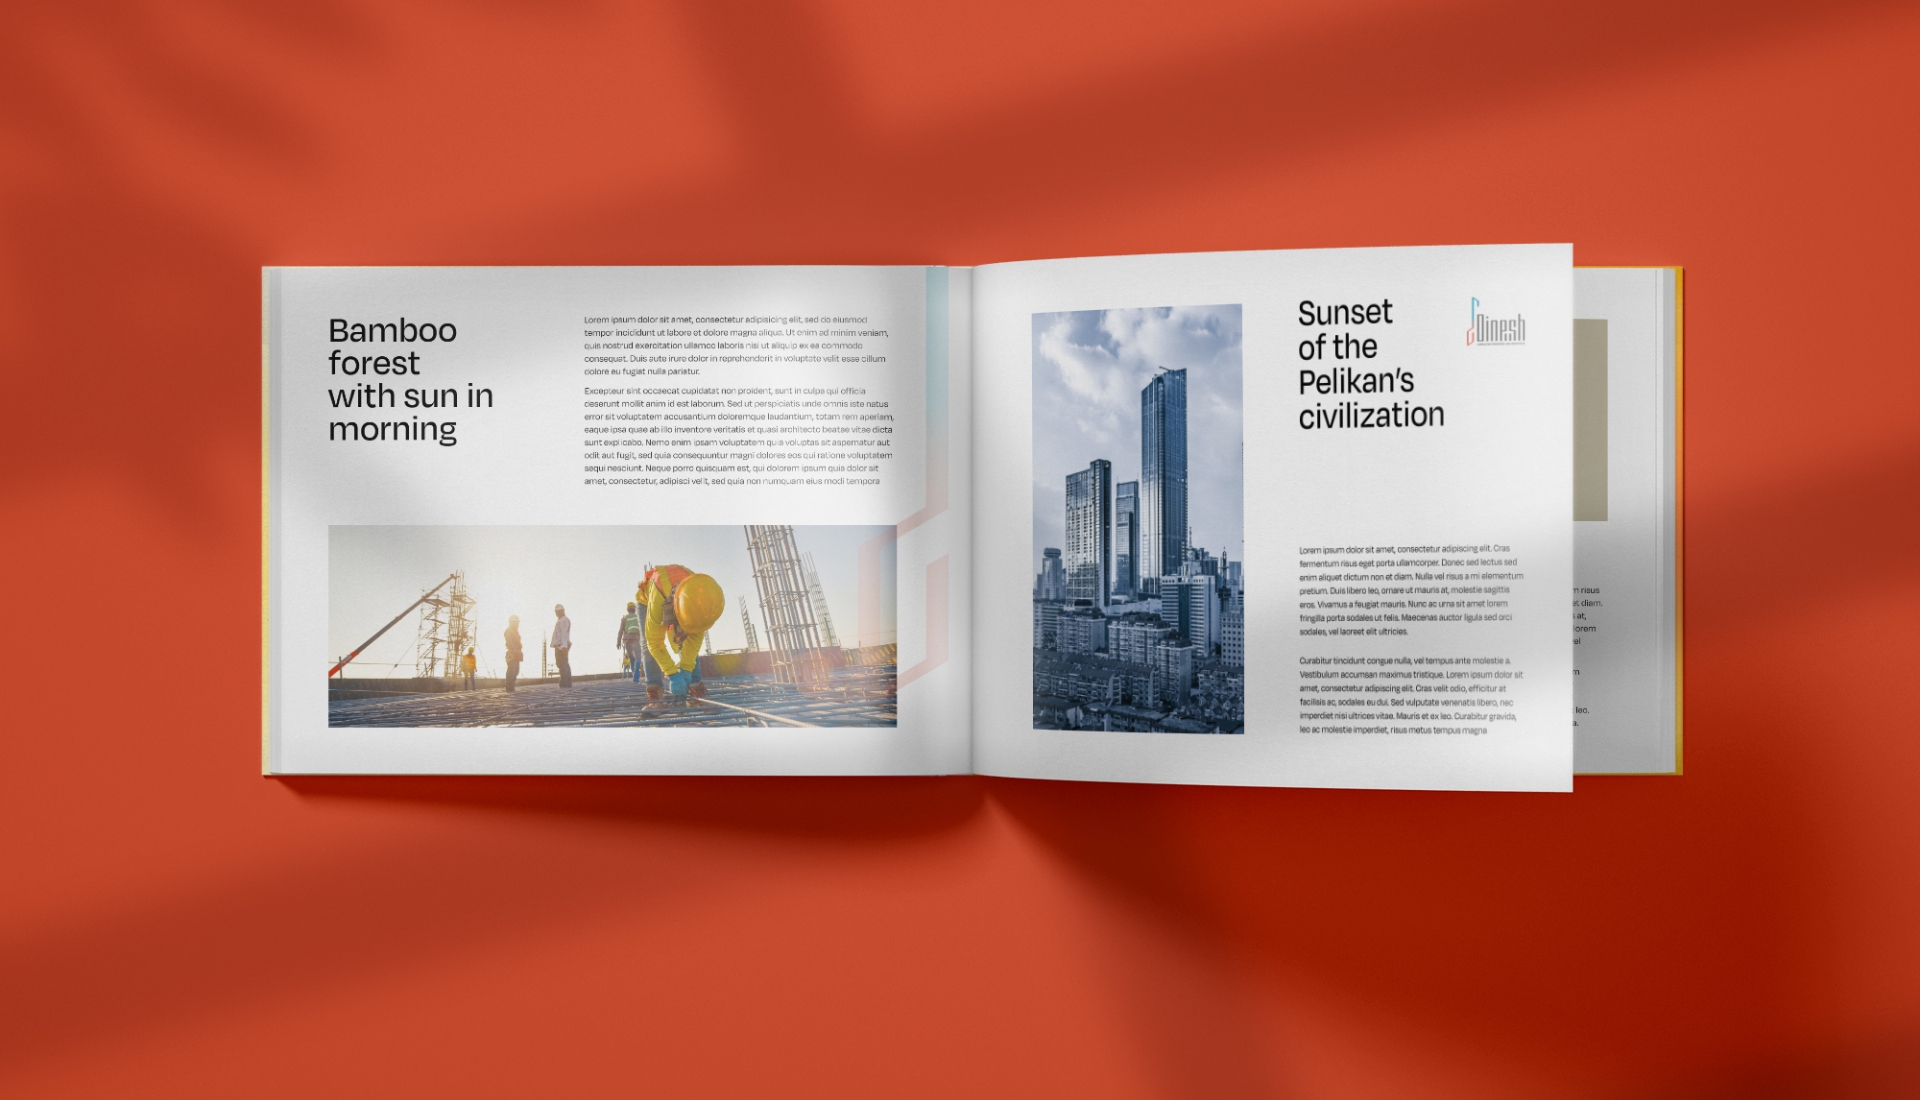 Bamboo
forest
with sun in
morning
Lorem ipsum dolor sit amet, consectetur adipisicing elit, sed do eiusmod
tempor incididunt ut labore et dolore magna aliqua. Ut enim ad minim veniam,
quis nostrud exercitation ullamco laboris nisi ut aliquip ex ea commodo
consequat. Duis aute irure dolor in reprehenderit in voluptate velit esse cillum
dolore eu fugiat nulla pariatur.
Excepteur sint occaecat cupidatat non proident, sunt in culpa qui officia
deserunt mollit anim id est laborum. Sed ut perspiciatis unde omnis iste natus
error sit voluptatem accusantium doloremque laudantium, totam rem aperiam,
eaque ipsa quae ab illo inventore veritatis et quasi architecto beatae vitae dicta
sunt explicabo. Nemo enim ipsam voluptatem quia voluptas sit aspernatur aut
odit aut fugit, sed quia consequuntur magni dolores eos qui ratione voluptatem
sequi nesciunt. Neque porro quisquam est, qui dolorem ipsum quia dolor sit
amet, consectetur, adipisci velit, sed quia non numquam eius modi tempora
Sunset
of the
Pelikan's
civilization
Dinesh
Lorem ipsum dolor sit amet, consectetur adipiscing elit. Cras
fermentum risus eget porta ullamcorper. Donec sed lectus sed
enim aliquet dictum non et diam. Nulla vel risus a mi elementum
pretium. Duis libero leo, ornare ut mauris at, molestie sagittis
eros. Vivamus a feugiat mauris. Nunc ac urna sit amet lorem
fringilla porta sodales ut felis. Maecenas auctor ligula sed orci
sodales, vel laoreet elit ultricies.
Curabitur tincidunt congue nulla, vel tempus ante molestie a.
Vestibulum accumsan maximus tristique. Lorem ipsum dolor sit
amet, consectetur adipiscing elit. Cras velit odio, efficitur at
facilisis ac, sodales eu dui. Sed vulputate venenatis libero, nec
imperdiet nisi ultrices vitae. Mauris et ex leo. Curabitur gravida,
leo ac molestie imperdiet, risus metus tempus magna
m risus
et diam.
at,
lorem
vel
m
leo.
a.